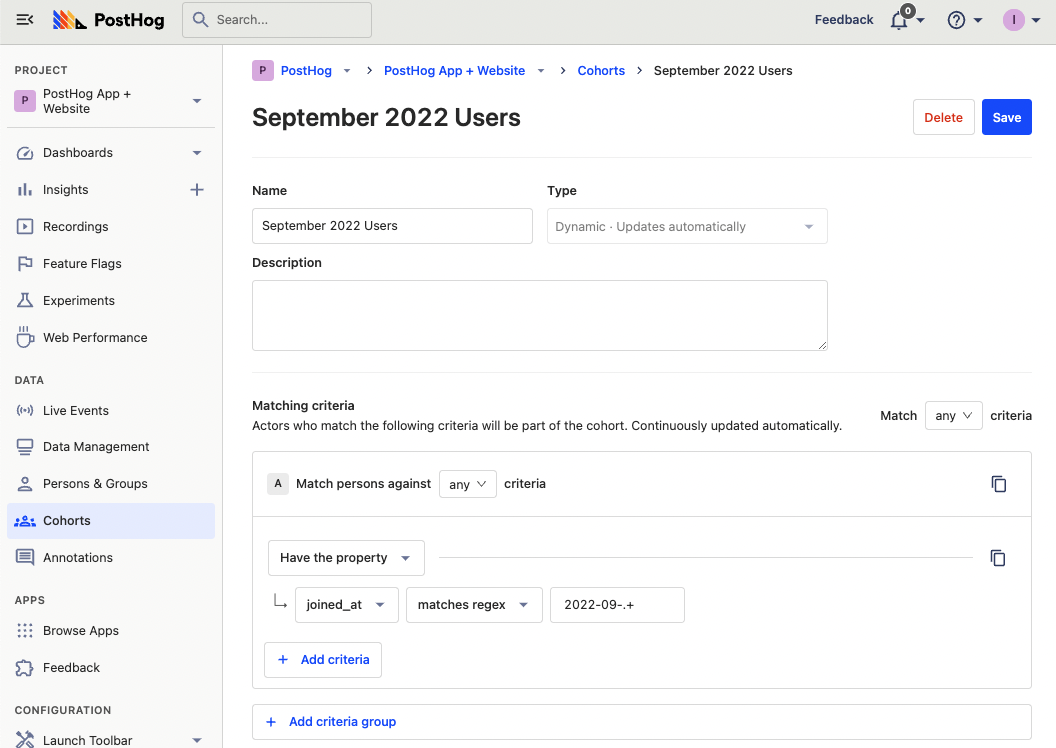 PostHog
Search...
Feedback
0
I
PROJECT
P
PostHog App +
Website
Dashboards
Insights
Recordings
Feature Flags
Experiments
Web Performance
DATA
Live Events
Data Management
Persons & Groups
Cohorts
Annotations
APPS
Browse Apps
Feedback
CONFIGURATION
Launch Toolbar
P PostHog PostHog App + Website Cohorts September 2022 Users
September 2022 Users
Delete Save
Name Type
September 2022 Users Dynamic · Updates automatically
Description
Matching criteria
Actors who match the following criteria will be part of the cohort. Continuously updated automatically.
Match any criteria
A Match persons against any criteria
Have the property
joined_at matches regex 2022-09-.+
+ Add criteria
+ Add criteria group